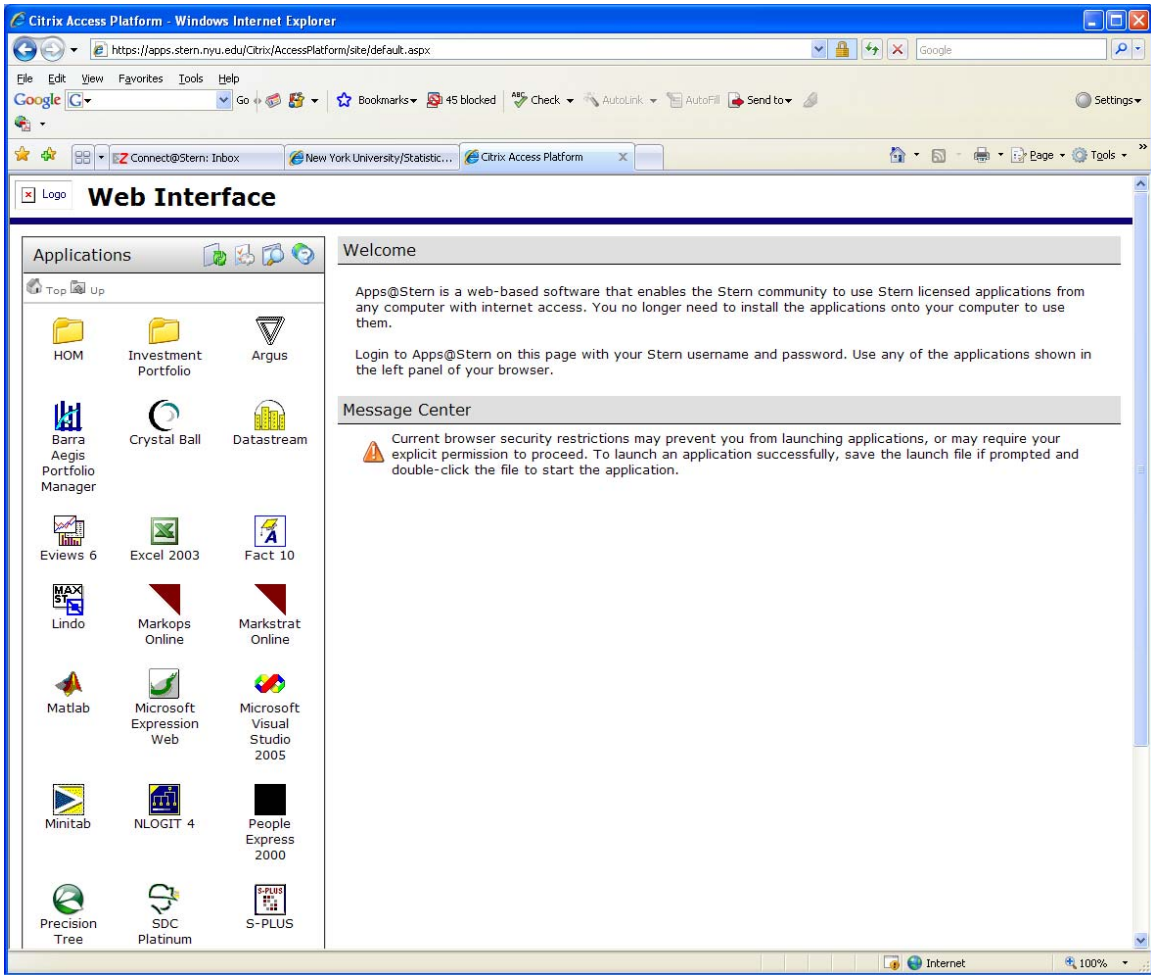 Citrix Access Platform - Windows Internet Explorer
https://apps.stern.nyu.edu/Citrix/AccessPlatform/site/default.aspx
Google
File Edit View Favorites Tools Help
Google G Go Bookmarks 45 blocked ABC Check AutoLink AutoFill Send to Settings
Connect@Stern: Inbox New York University/Statistic... Citrix Access Platform X Page Tools »
Logo Web Interface
Applications
Top Up
HOM
Investment
Portfolio
Argus
Barra
Aegis
Portfolio
Manager
Crystal Ball
Datastream
Eviews 6
Excel 2003
A
Fact 10
MAX
ST
Lindo
Markops
Online
Markstrat
Online
Matlab
Microsoft
Expression
Web
Microsoft
Visual
Studio
2005
Minitab
NLOGIT 4
People
Express
2000
Precision
Tree
SDC
Platinum
S-PLUS
S-PLUS
Welcome
Apps@Stern is a web-based software that enables the Stern community to use Stern licensed applications from
any computer with internet access. You no longer need to install the applications onto your computer to use
them.
Login to Apps@Stern on this page with your Stern username and password. Use any of the applications shown in
the left panel of your browser.
Message Center
Current browser security restrictions may prevent you from launching applications, or may require your
explicit permission to proceed. To launch an application successfully, save the launch file if prompted and
double-click the file to start the application.
Internet 100%